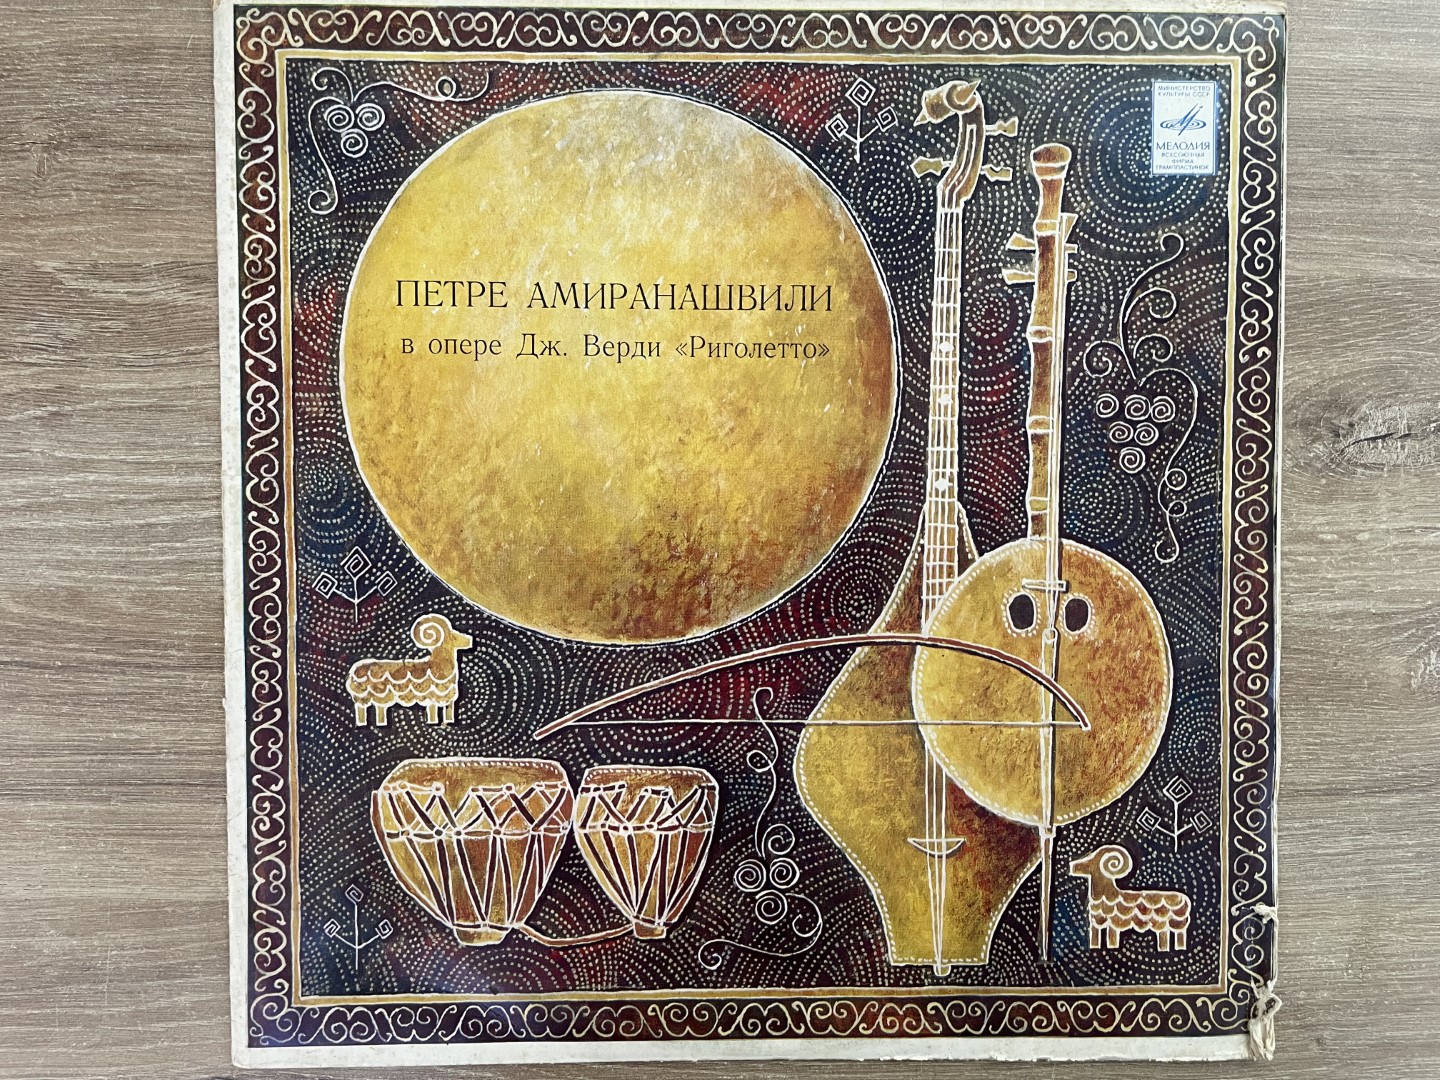 МИНИСТЕРСТВО
КУЛЬТУРЫ СССР
МЕЛОДИЯ
ВСЕСОЮЗНАЯ
ФИРМА
ГРАМПЛАСТИНОК
ПЕТРЕ АМИРАНАШВИЛИ
в опере Дж. Верди «Риголетто»